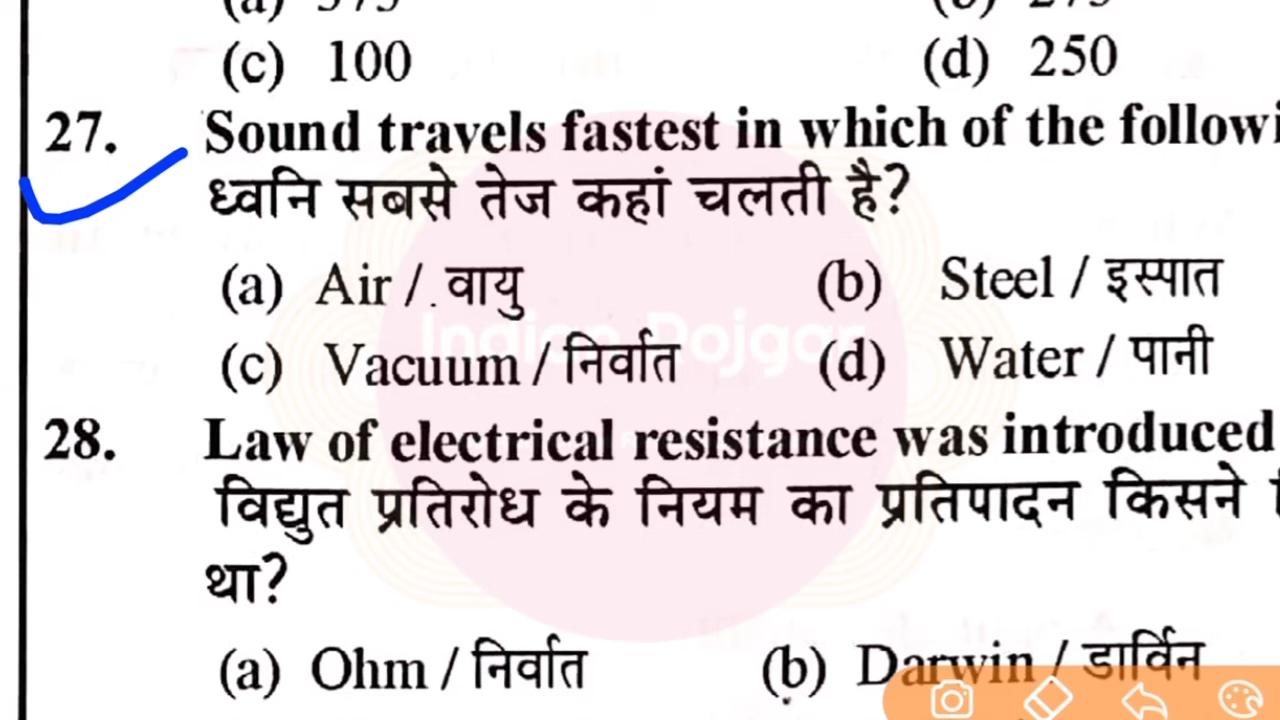 (c) 100 (d) 250
27. Sound travels fastest in which of the
ध्वनि सबसे तेज कहां चलती है?
(a) Air / वायु (b) Steel / इस्पात
(c) Vacuum / निर्वात (d) Water / पानी
28. Law of electrical resistance was introduced
विद्युत प्रतिरोध के नियम का प्रतिपादन किसने
था?
(a) Ohm / निर्वात (b) Darwin / डार्विन